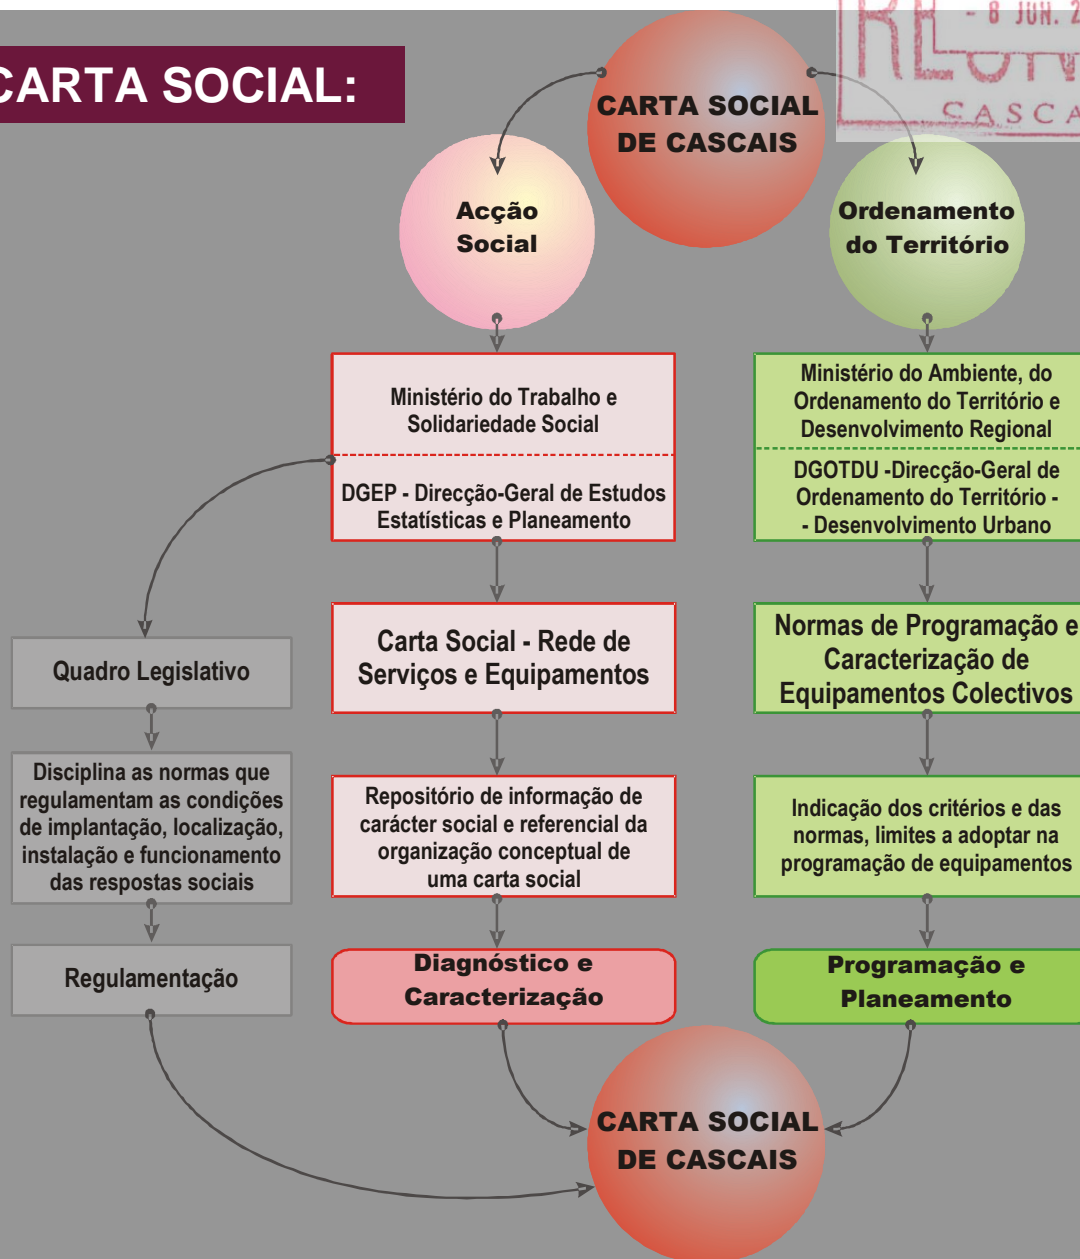 CARTA SOCIAL:
- 8 JUN. 2
CASCA
CARTA SOCIAL
DE CASCAIS
Acção
Social
Ordenamento
do Território
Ministério do Trabalho e
Solidariedade Social
DGEP - Direcção-Geral de Estudos
Estatísticas e Planeamento
Ministério do Ambiente, do
Ordenamento do Território e
Desenvolvimento Regional
DGOTDU -Direcção-Geral de
Ordenamento do Território -
- Desenvolvimento Urbano
Quadro Legislativo
Carta Social - Rede de
Serviços e Equipamentos
Normas de Programação e
Caracterização de
Equipamentos Colectivos
Disciplina as normas que
regulamentam as condições
de implantação, localização,
instalação e funcionamento
das respostas sociais
Repositório de informação de
carácter social e referencial da
organização conceptual de
uma carta social
Indicação dos critérios e das
normas, limites a adoptar na
programação de equipamentos
Regulamentação
Diagnóstico e
Caracterização
Programação e
Planeamento
CARTA SOCIAL
DE CASCAIS